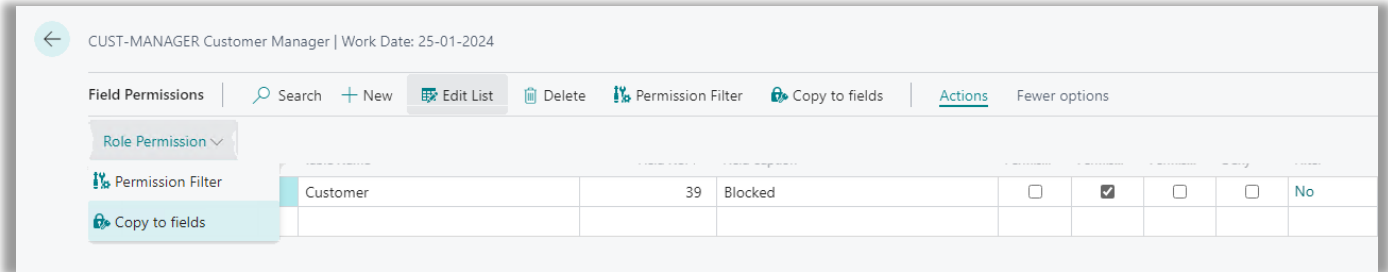 CUST-MANAGER Customer Manager | Work Date: 25-01-2024
Field Permissions Search New Edit List Delete Permission Filter Copy to fields Actions Fewer options
Role Permission
Permission Filter
Customer 39 Blocked No
Copy to fields